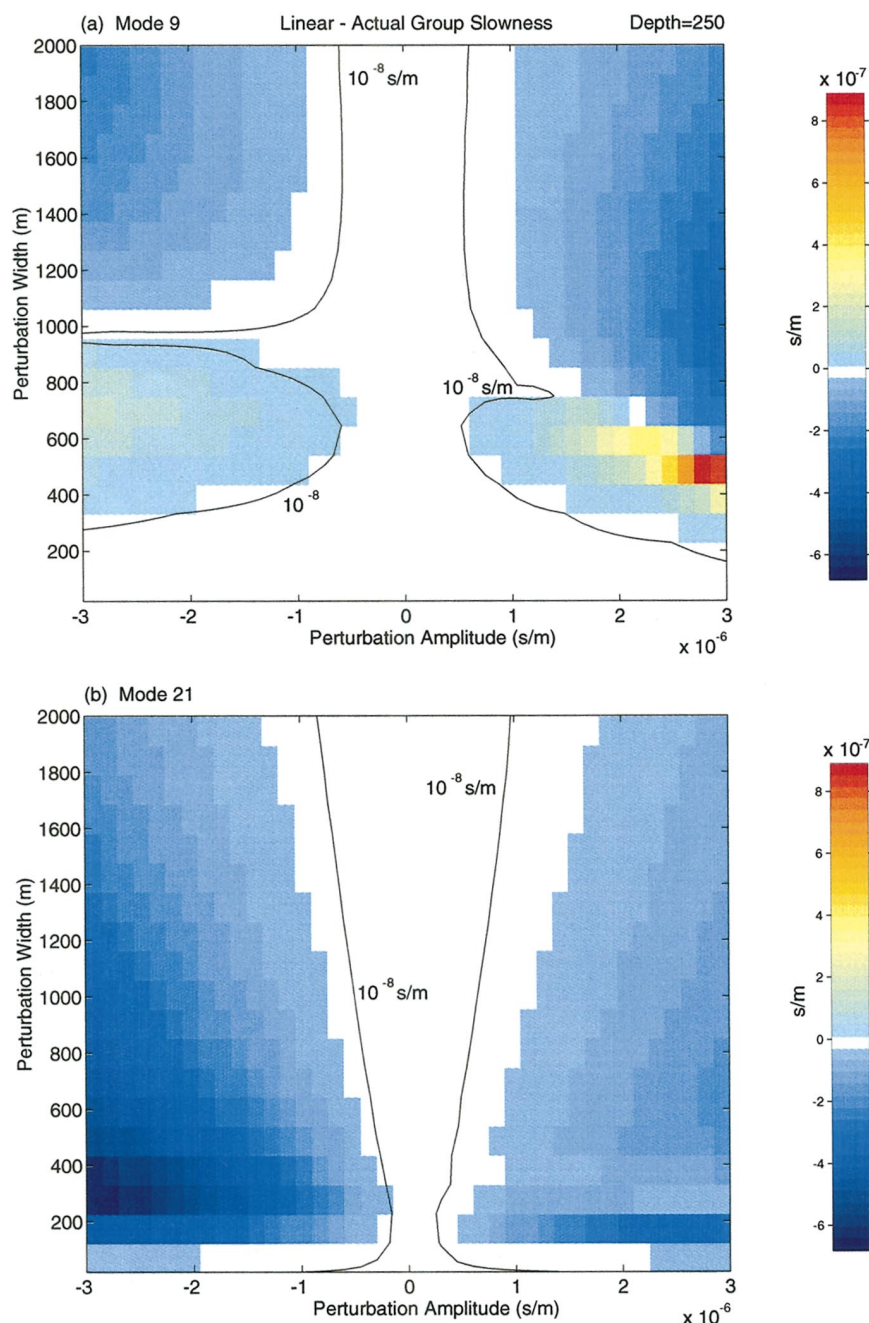 (a) Mode 9 Linear - Actual Group Slowness Depth=250
2000
1800
1600
1400
1200
1000
800
600
400
200
Perturbation Width (m)
10 -8 s/m
10 -8 s/m
10 -8
-3 -2 -1 0 1 2 3
Perturbation Amplitude (s/m)
x 10 -6
x 10 -7
8
6
4
2
0
-2
-4
-6
s/m
(b) Mode 21
2000
1800
1600
1400
1200
1000
800
600
400
200
Perturbation Width (m)
10 -8 s/m
10 -8 s/m
-3 -2 -1 0 1 2 3
Perturbation Amplitude (s/m)
x 10 -6
x 10 -7
8
6
4
2
0
-2
-4
-6
s/m